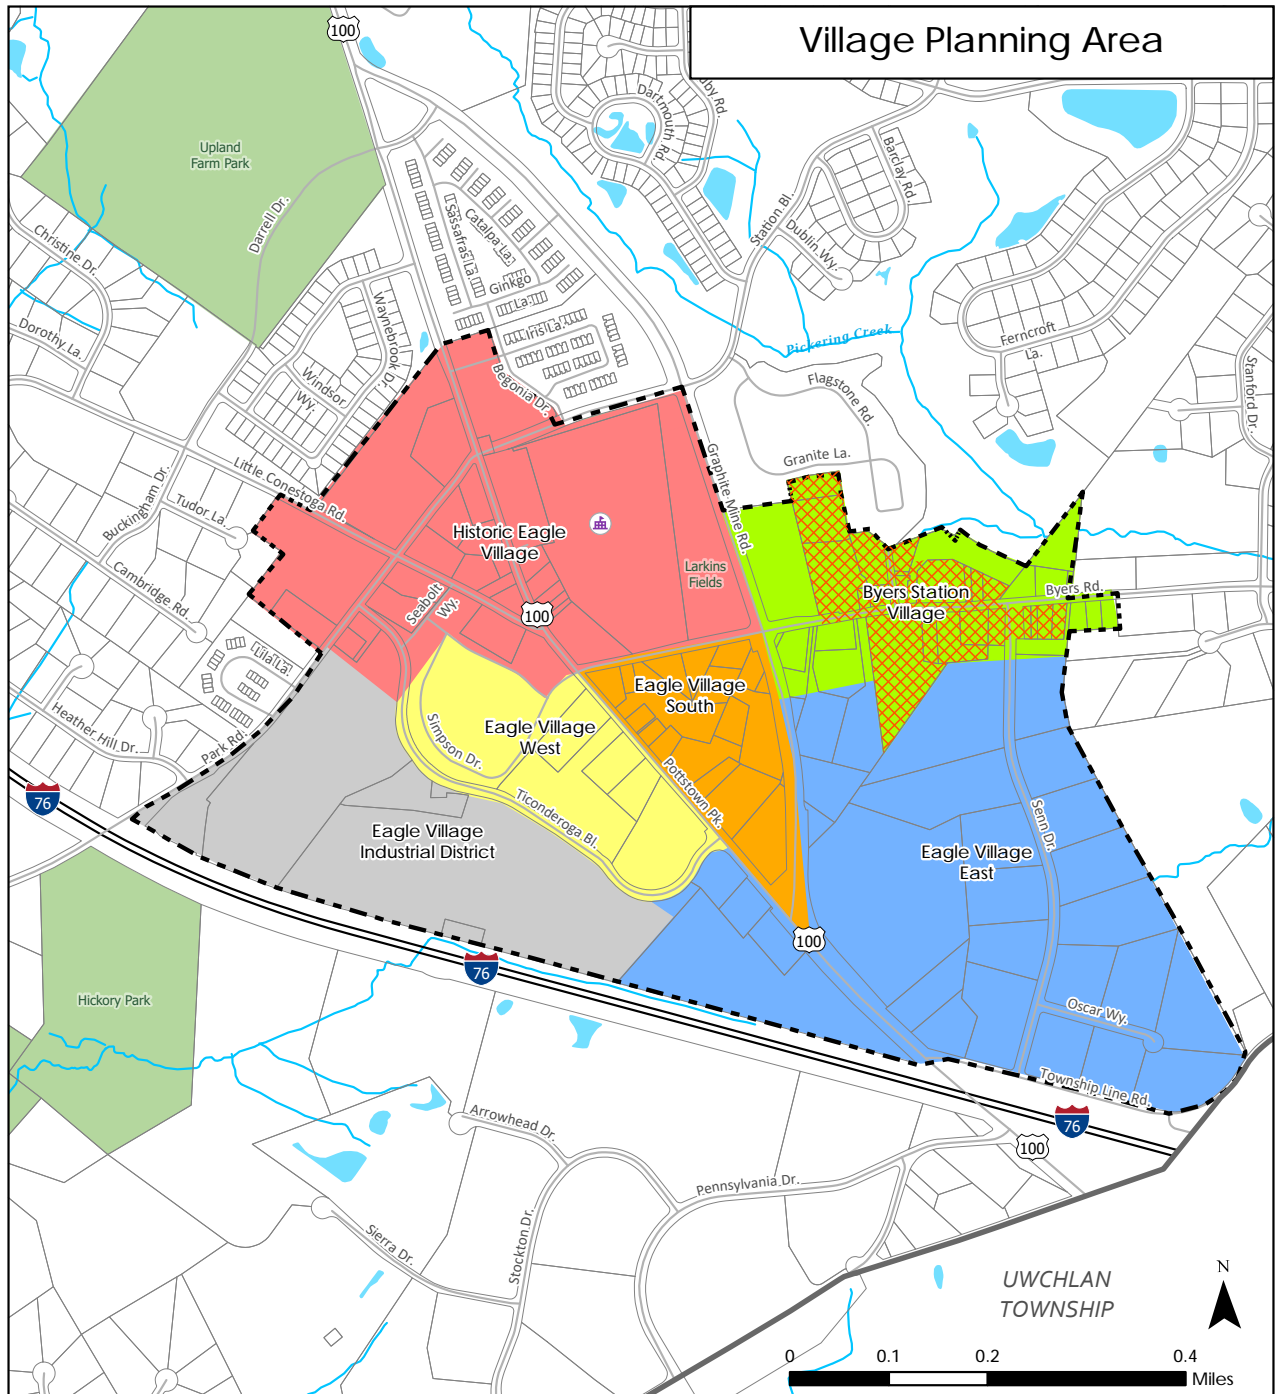 Village Planning Area
100
Upland
Farm Park
Dartmouth Rd.
uby Rd.
Barclay Rd
Station Bl.
Dublin Wy.
Darrell Dr.
Christine Dr.
Dorothy La.
Sassafras La.
Catalpa La.
Ginkgo
La.
Iris La.
Begonia Dr.
Waynebrook Dr.
Windsor
Wy.
Pickering Creek
Ferncroft
La.
Stanford Dr.
Flagstone Rd.
Granite La.
Graphite Mine Rd.
Little Conestoga Rd.
Buckingham Dr.
Tudor La.
Cambridge Rd.
Historic Eagle
Village
Larkins
Fields
Seabolt
Wy.
100
Byers Station
Village
Byers Rd.
Lila La.
Heather Hill Dr.
Park Rd.
Eagle Village
South
Eagle Village
West
Simpson Dr.
Pottstown Pk.
Ticonderoga Bl.
76
Eagle Village
Industrial District
Senn Dr.
Eagle Village
East
100
76
Hickory Park
Oscar Wy.
Township Line Rd.
76
100
Arrowhead Dr.
Pennsylvania Dr.
Stockton Dr.
Sierra Dr.
UWCHLAN
TOWNSHIP
N
0 0.1 0.2 0.4
Miles